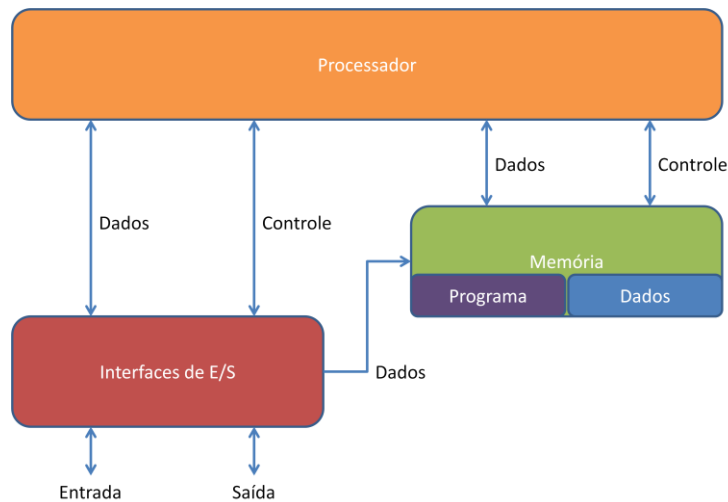 Processador
Dados
Controle
Dados
Controle
Memória
Programa
Dados
Interfaces de E/S
Dados
Entrada
Saída